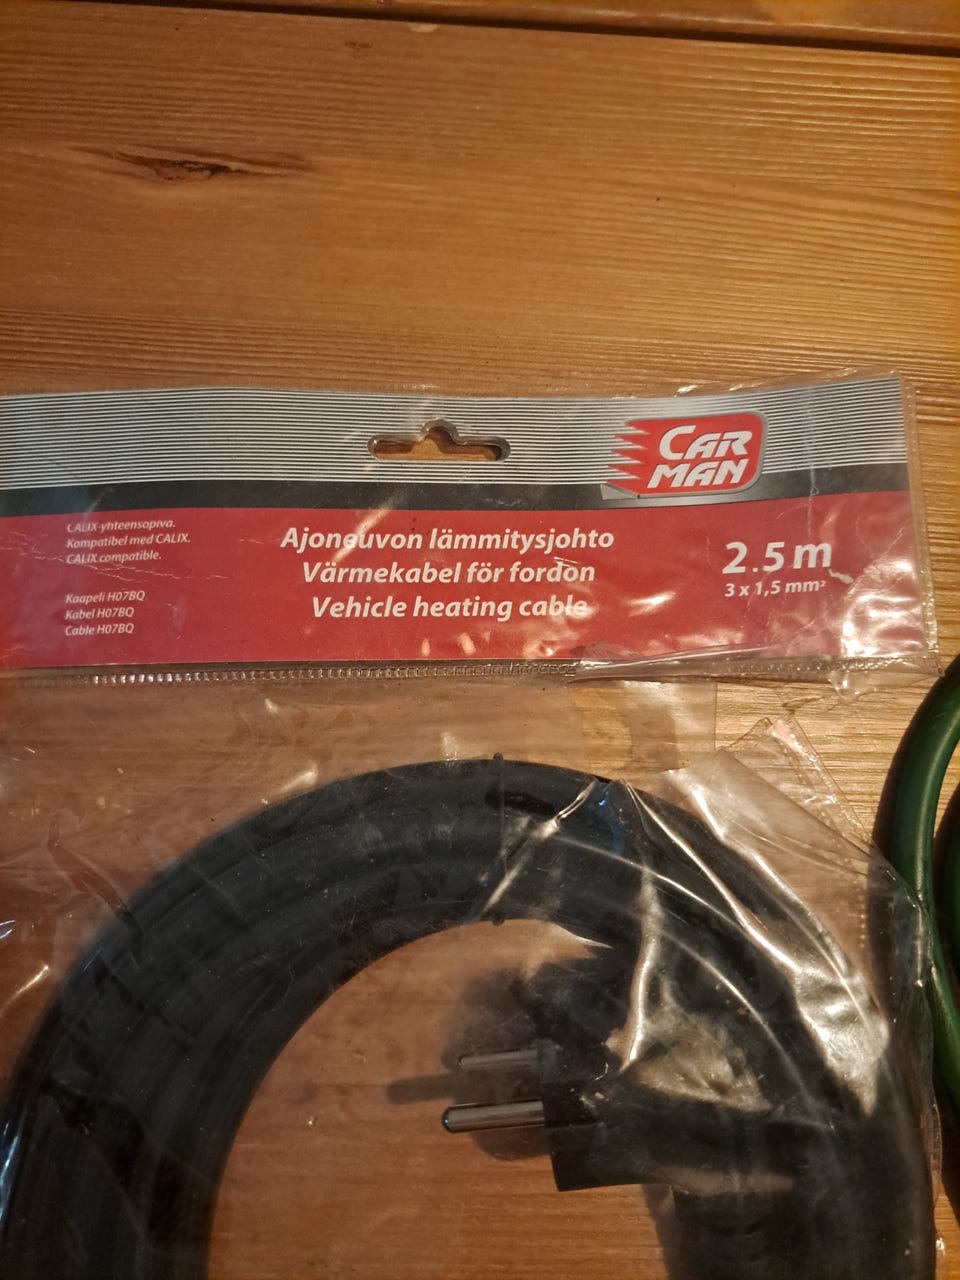 CAR
MAN
CALIX-yhteensopiva.
Kompatibel med CALIX.
CALIX compatible.
Kaapeli H07BQ
Kabel H07BQ
Cable H07BQ
Ajoneuvon lämmitysjohto
Värmekabel för fordon
Vehicle heating cable
2.5 m
3 x 1,5 mm²